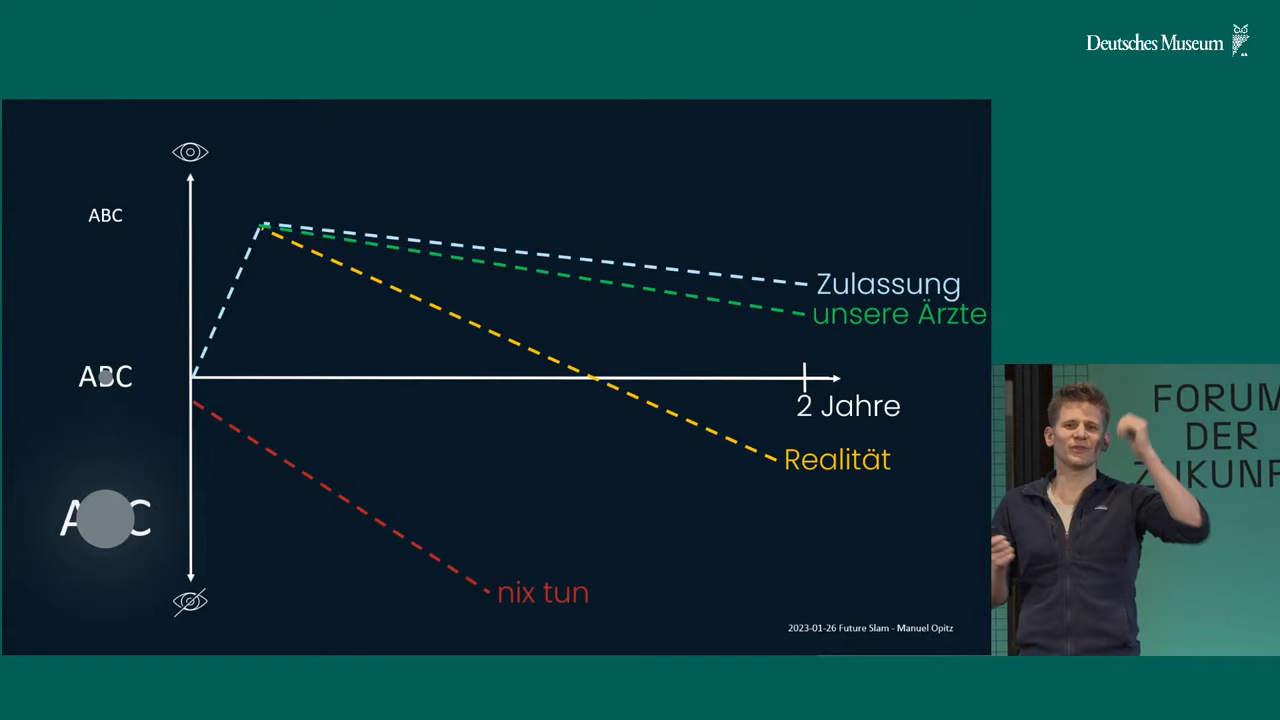 Deutsches Museum
ABC
Zulassung
unsere Ärzte
ABC
2 Jahre
Realität
A C
nix tun
2023-01-26 Future Slam - Manuel Opitz
FORUM
DER
ZUKUNF